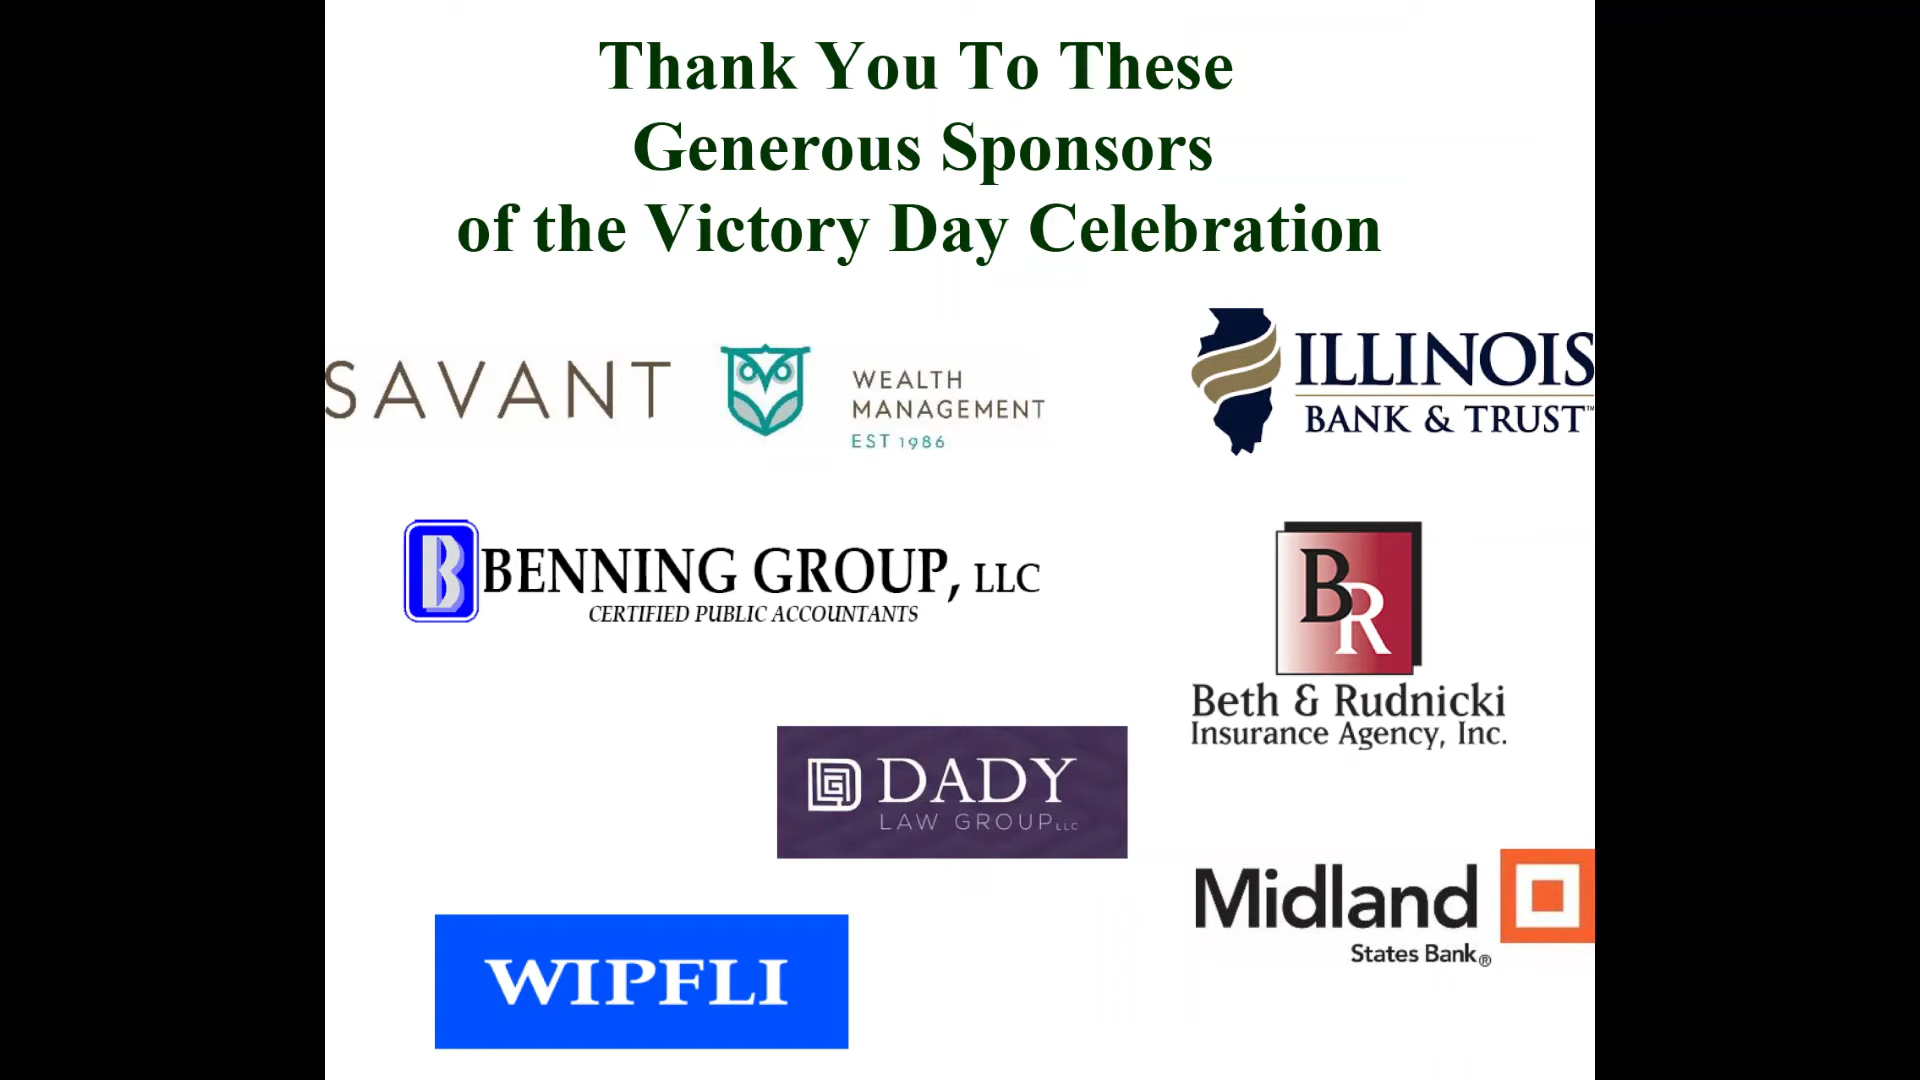 Thank You To These
Generous Sponsors
of the Victory Day Celebration
SAVANT
WEALTH
MANAGEMENT
EST 1986
ILLINOIS
BANK & TRUST™
B BENNING GROUP, LLC
CERTIFIED PUBLIC ACCOUNTANTS
BR
Beth & Rudnicki
Insurance Agency, Inc.
DADY
LAW GROUP LLC
Midland
States Bank®
WIPFLI